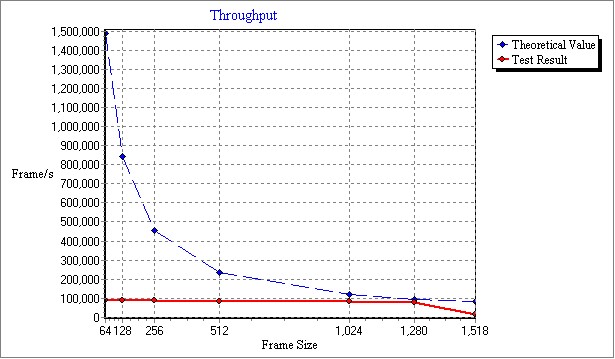 Throughput
1,500,000
1,400,000
1,300,000
1,200,000
1,100,000
1,000,000
900,000
800,000
700,000
600,000
500,000
400,000
300,000
200,000
100,000
0
Frame/s
64 128 256 512 1,024 1,280 1,518
Frame Size
Theoretical Value
Test Result